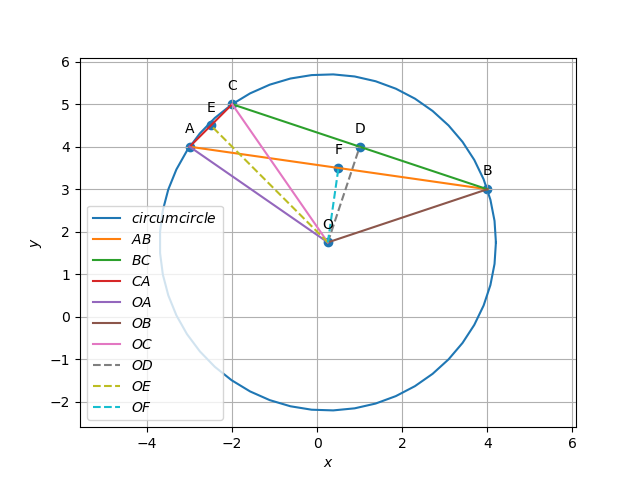 6
5
4
3
2
1
0
−1
−2
y
C
E
A
D
F
B
O
circumcircle
AB
BC
CA
OA
OB
OC
OD
OE
OF
−4
−2
0
2
4
6
x